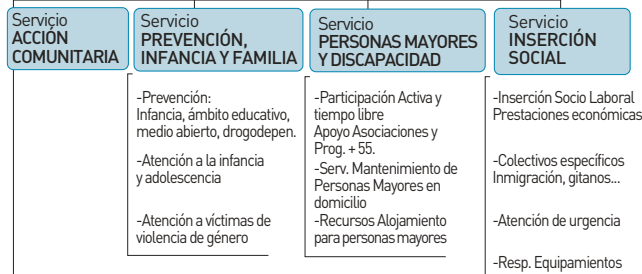 Servicio
ACCIÓN
COMUNITARIA
Servicio
PREVENCIÓN,
INFANCIA Y FAMILIA
Servicio
PERSONAS MAYORES
Y DISCAPACIDAD
Servicio
INSERCIÓN
SOCIAL
-Prevención:
Infancia, ámbito educativo,
medio abierto, drogodepen.
-Atención a la infancia
y adolescencia
-Atención a víctimas de
violencia de género
-Participación Activa y
tiempo libre
Apoyo Asociaciones y
Prog. + 55.
-Serv. Mantenimiento de
Personas Mayores en
domicilio
-Recursos Alojamiento
para personas mayores
-Inserción Socio Laboral
Prestaciones económicas
-Colectivos específicos
Inmigración, gitanos...
-Atención de urgencia
-Resp. Equipamientos